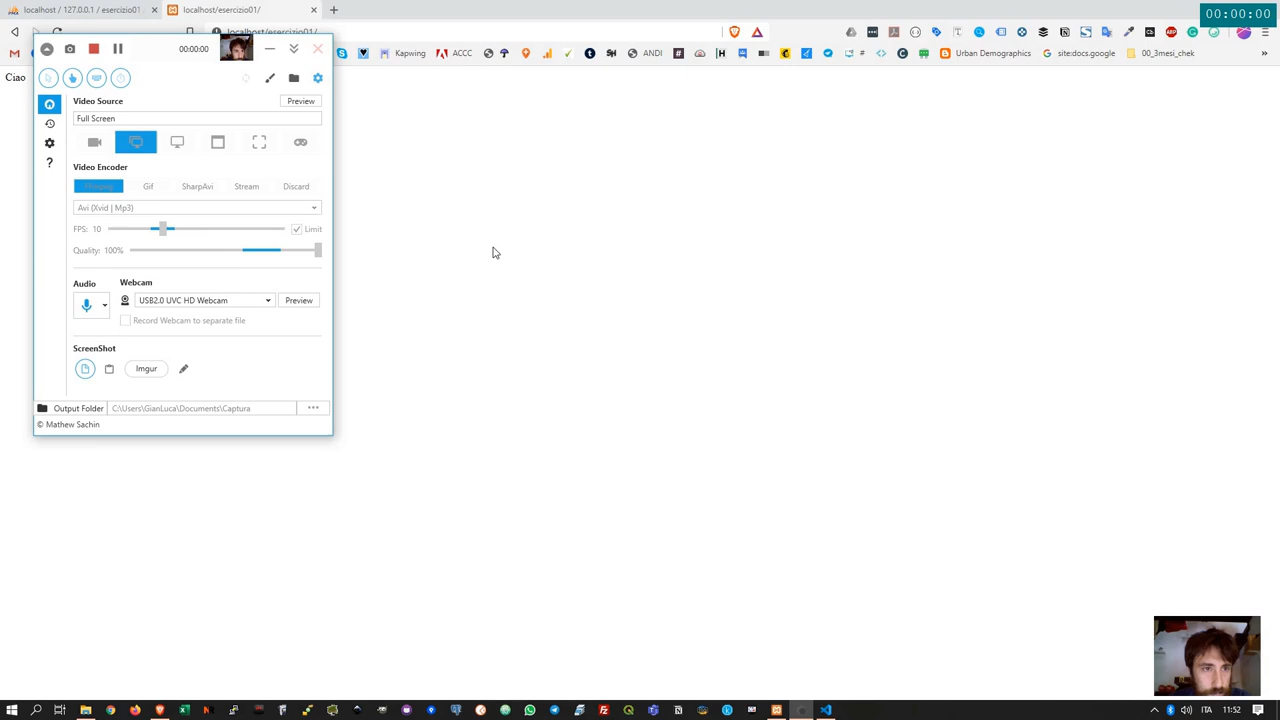 localhost / 127.0.0.1 / esercizio01
localhost/esercizio01/
00:00:00
localhost/esercizio01/
Kapwing
ACCC
ANDI
#
Urban Demographics
site:docs.google
00_3mesi_chek
Ciao
00:00:00
Video Source
Preview
Full Screen
Video Encoder
Gif
SharpAvi
Stream
Discard
Avi (Xvid | Mp3)
FPS: 10
Limit
Quality: 100%
Audio
Webcam
USB2.0 UVC HD Webcam
Preview
Record Webcam to separate file
ScreenShot
Imgur
Output Folder
C:\Users\GianLuca\Documents\Captura
© Mathew Sachin
ITA
11:52